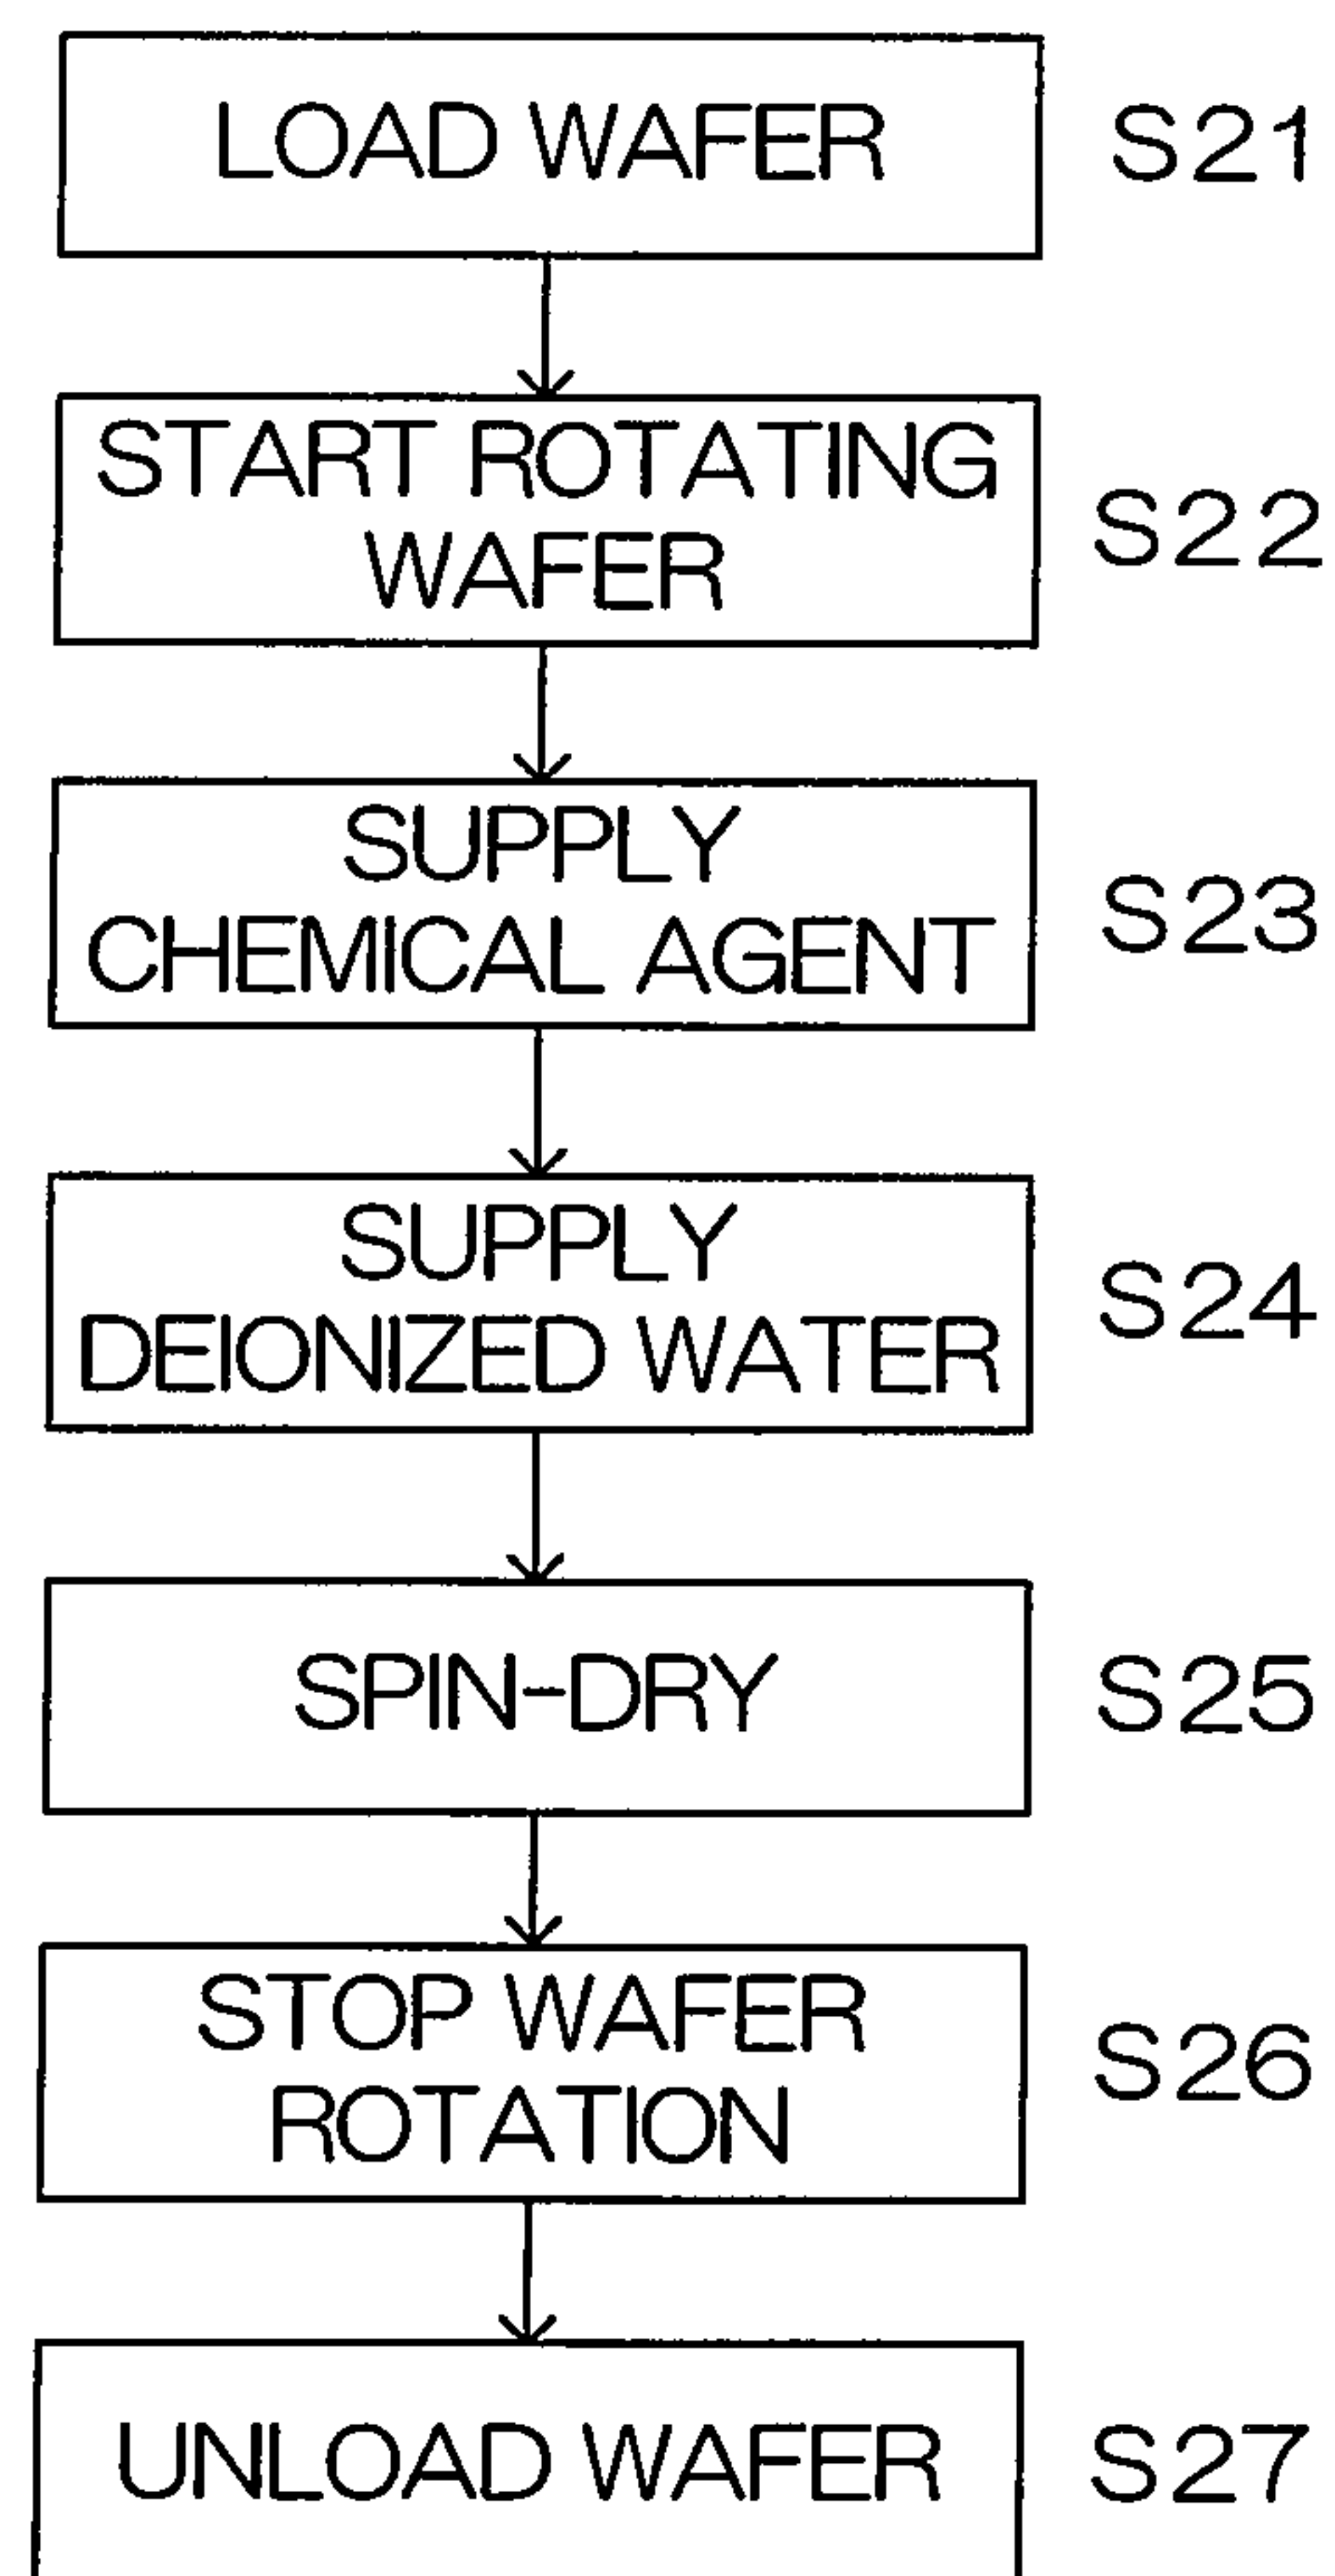 LOAD WAFER S21
START ROTATING
WAFER
S22
SUPPLY
CHEMICAL AGENT
S23
SUPPLY
DEIONIZED WATER
S24
SPIN-DRY S25
STOP WAFER
ROTATION
S26
UNLOAD WAFER S27